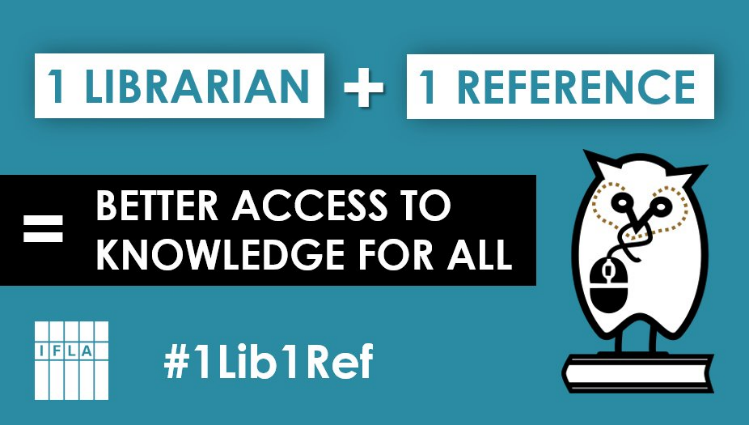 1 LIBRARIAN + 1 REFERENCE
= BETTER ACCESS TO
KNOWLEDGE FOR ALL
IFLA
#1Lib1Ref